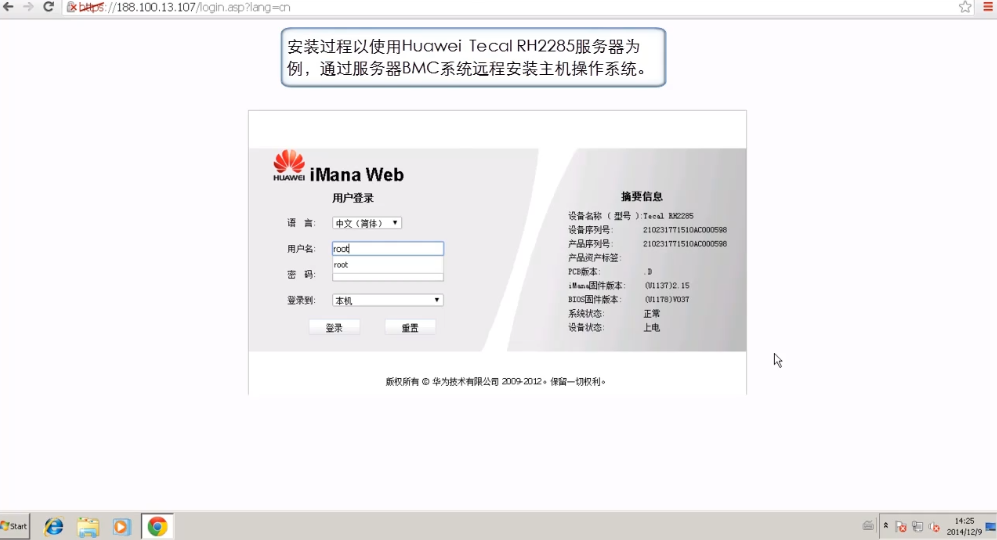 https://188.100.13.107/login.asp?lang=cn
安装过程以使用Huawei Tecal RH2285服务器为
例，通过服务器BMC系统远程安装主机操作系统。
HUAWEI iMana Web
用户登录
语 言: 中文（简体）
用户名: root
root
密 码:
登录到: 本机
登录 重置
摘要信息
设备名称（型号）:Tecal RH2285
设备序列号: 210231771510AC000598
产品序列号: 210231771510AC000598
产品资产标签:
PCB版本: .D
iMana固件版本: (U1137)2.15
BIOS固件版本: (U1178)V037
系统状态: 正常
设备状态: 上电
版权所有 © 华为技术有限公司 2009-2012。保留一切权利。
Start
14:25
2014/12/9